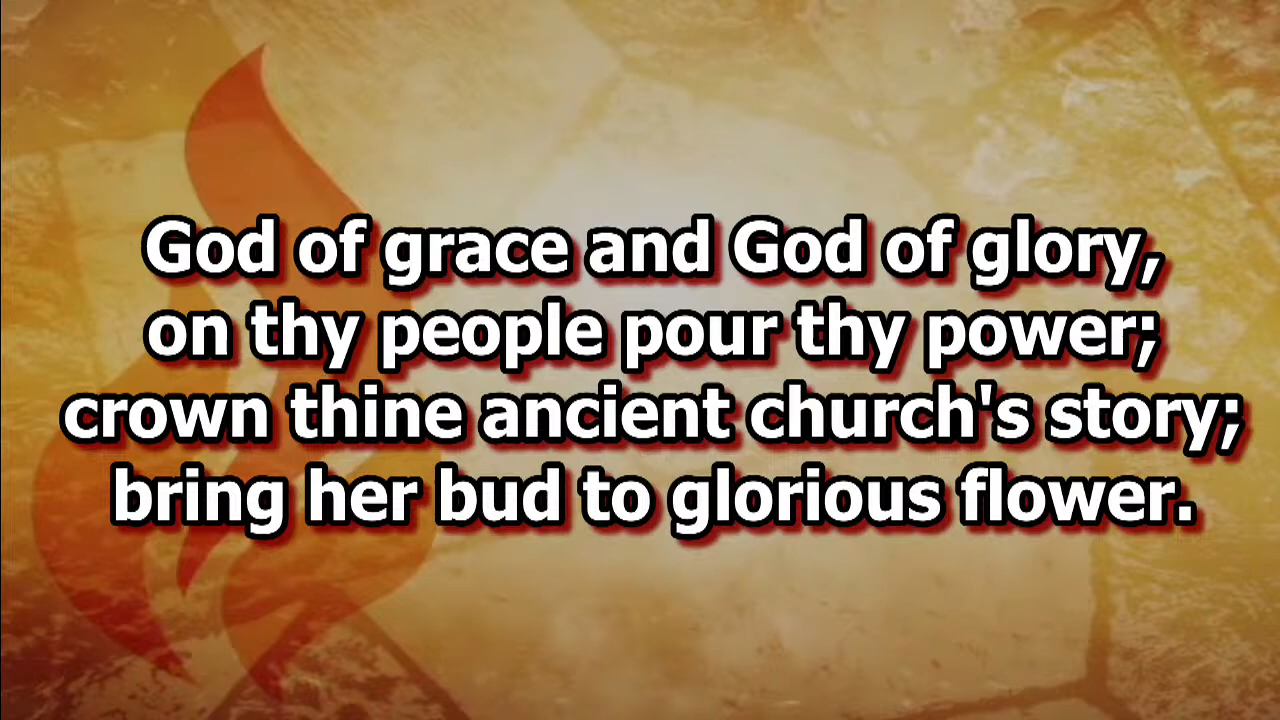 God of grace and God of glory,
on thy people pour thy power;
crown thine ancient church's story;
bring her bud to glorious flower.